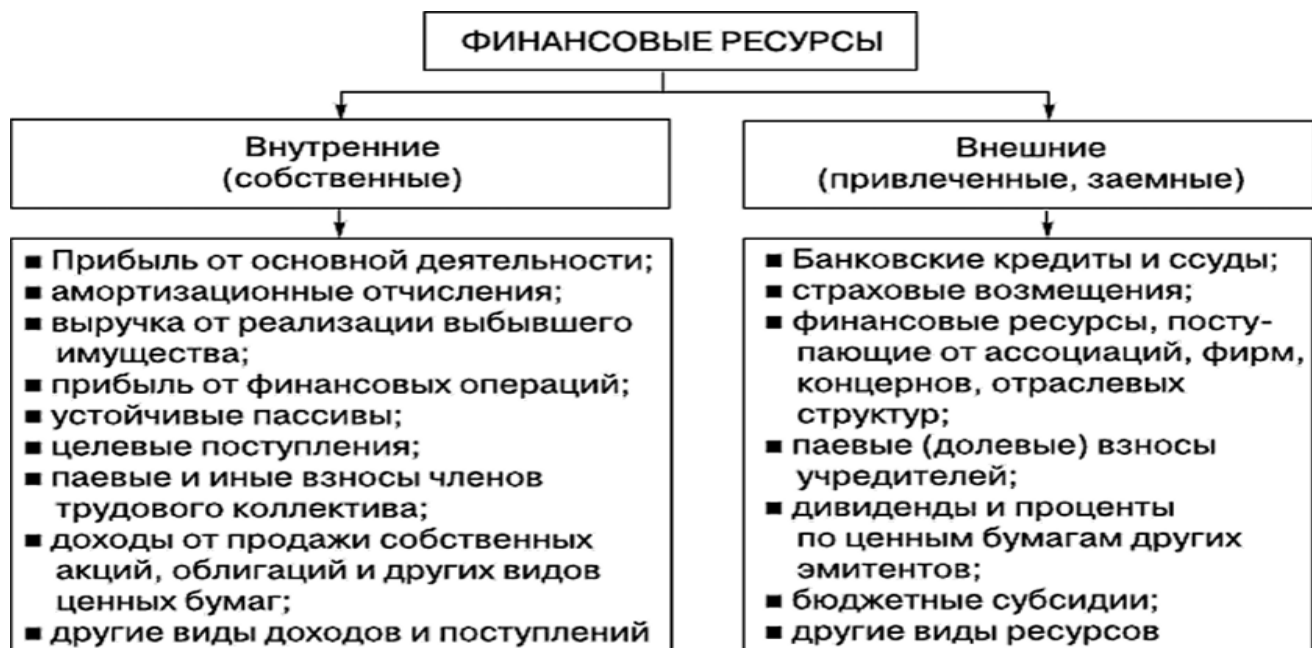 ФИНАНСОВЫЕ РЕСУРСЫ
Внутренние
(собственные)
■ Прибыль от основной деятельности;
■ амортизационные отчисления;
■ выручка от реализации выбывшего
имущества;
■ прибыль от финансовых операций;
■ устойчивые пассивы;
■ целевые поступления;
■ паевые и иные взносы членов
трудового коллектива;
■ доходы от продажи собственных
акций, облигаций и других видов
ценных бумаг;
■ другие виды доходов и поступлений
Внешние
(привлеченные, заемные)
■ Банковские кредиты и ссуды;
■ страховые возмещения;
■ финансовые ресурсы, посту-
пающие от ассоциаций, фирм,
концернов, отраслевых
структур;
■ паевые (долевые) взносы
учредителей;
■ дивиденды и проценты
по ценным бумагам других
эмитентов;
■ бюджетные субсидии;
■ другие виды ресурсов